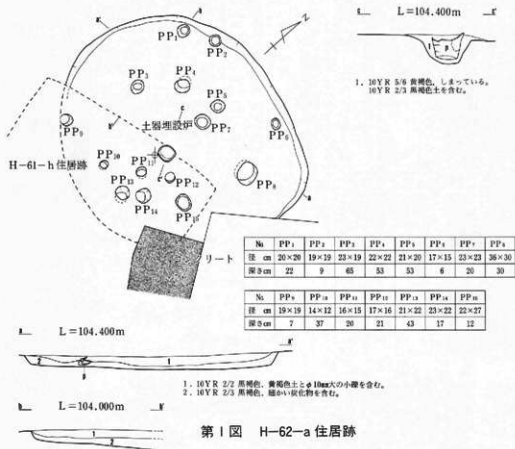 L=104.400m
1. 10YR 5/6 黄褐色, しまっている。
10YR 2/3 黒褐色土を含む。
PP₁
PP₂
PP₃
PP₄
PP₅
PP₆
PP₇
PP₈
PP₉
PP₁₀
PP₁₁
PP₁₂
PP₁₃
PP₁₄
PP₁₅
土器埋設炉
H-61-h 住居跡
リート
No. PP₁ PP₂ PP₃ PP₄ PP₅ PP₆ PP₇ PP₈
径 cm 20×20 19×19 23×19 22×22 21×20 17×15 23×23 36×30
深さcm 22 9 65 53 53 6 20 30
No. PP₉ PP₁₀ PP₁₁ PP₁₂ PP₁₃ PP₁₄ PP₁₅
径 cm 19×19 14×12 16×15 17×16 21×22 23×22 22×27
深さcm 7 37 20 21 43 17 12
L=104.400m
1. 10YR 2/2 黒褐色, 黄褐色土とφ10mm大の小礫を含む。
2. 10YR 2/3 黒褐色, 細かい炭化物を含む。
L=104.000m
第1図 H-62-a 住居跡